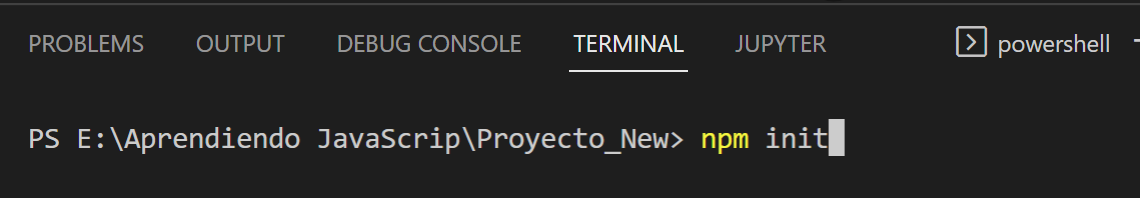 PROBLEMS OUTPUT DEBUG CONSOLE TERMINAL JUPYTER powershell
PS E:\Aprendiendo JavaScrip\Proyecto_New> npm init